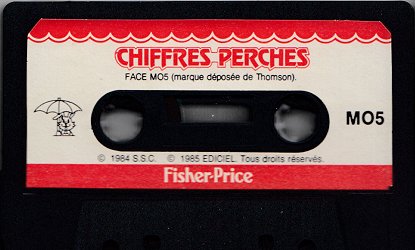 CHIFFRES PERCHES
FACE MO5 (marque déposée de Thomson).
MO5
© 1984 S.S.C. © 1985 EDICIEL. Tous droits réservés.
Fisher-Price